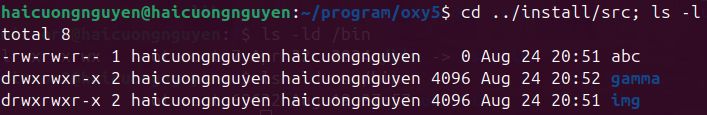 haicuongnguyen@haicuongnguyen:~/program/oxy5$ cd ../install/src; ls -l
total 8
-rw-rw-r-- 1 haicuongnguyen haicuongnguyen 0 Aug 24 20:51 abc
drwxrwxr-x 2 haicuongnguyen haicuongnguyen 4096 Aug 24 20:52 gamma
drwxrwxr-x 2 haicuongnguyen haicuongnguyen 4096 Aug 24 20:51 img